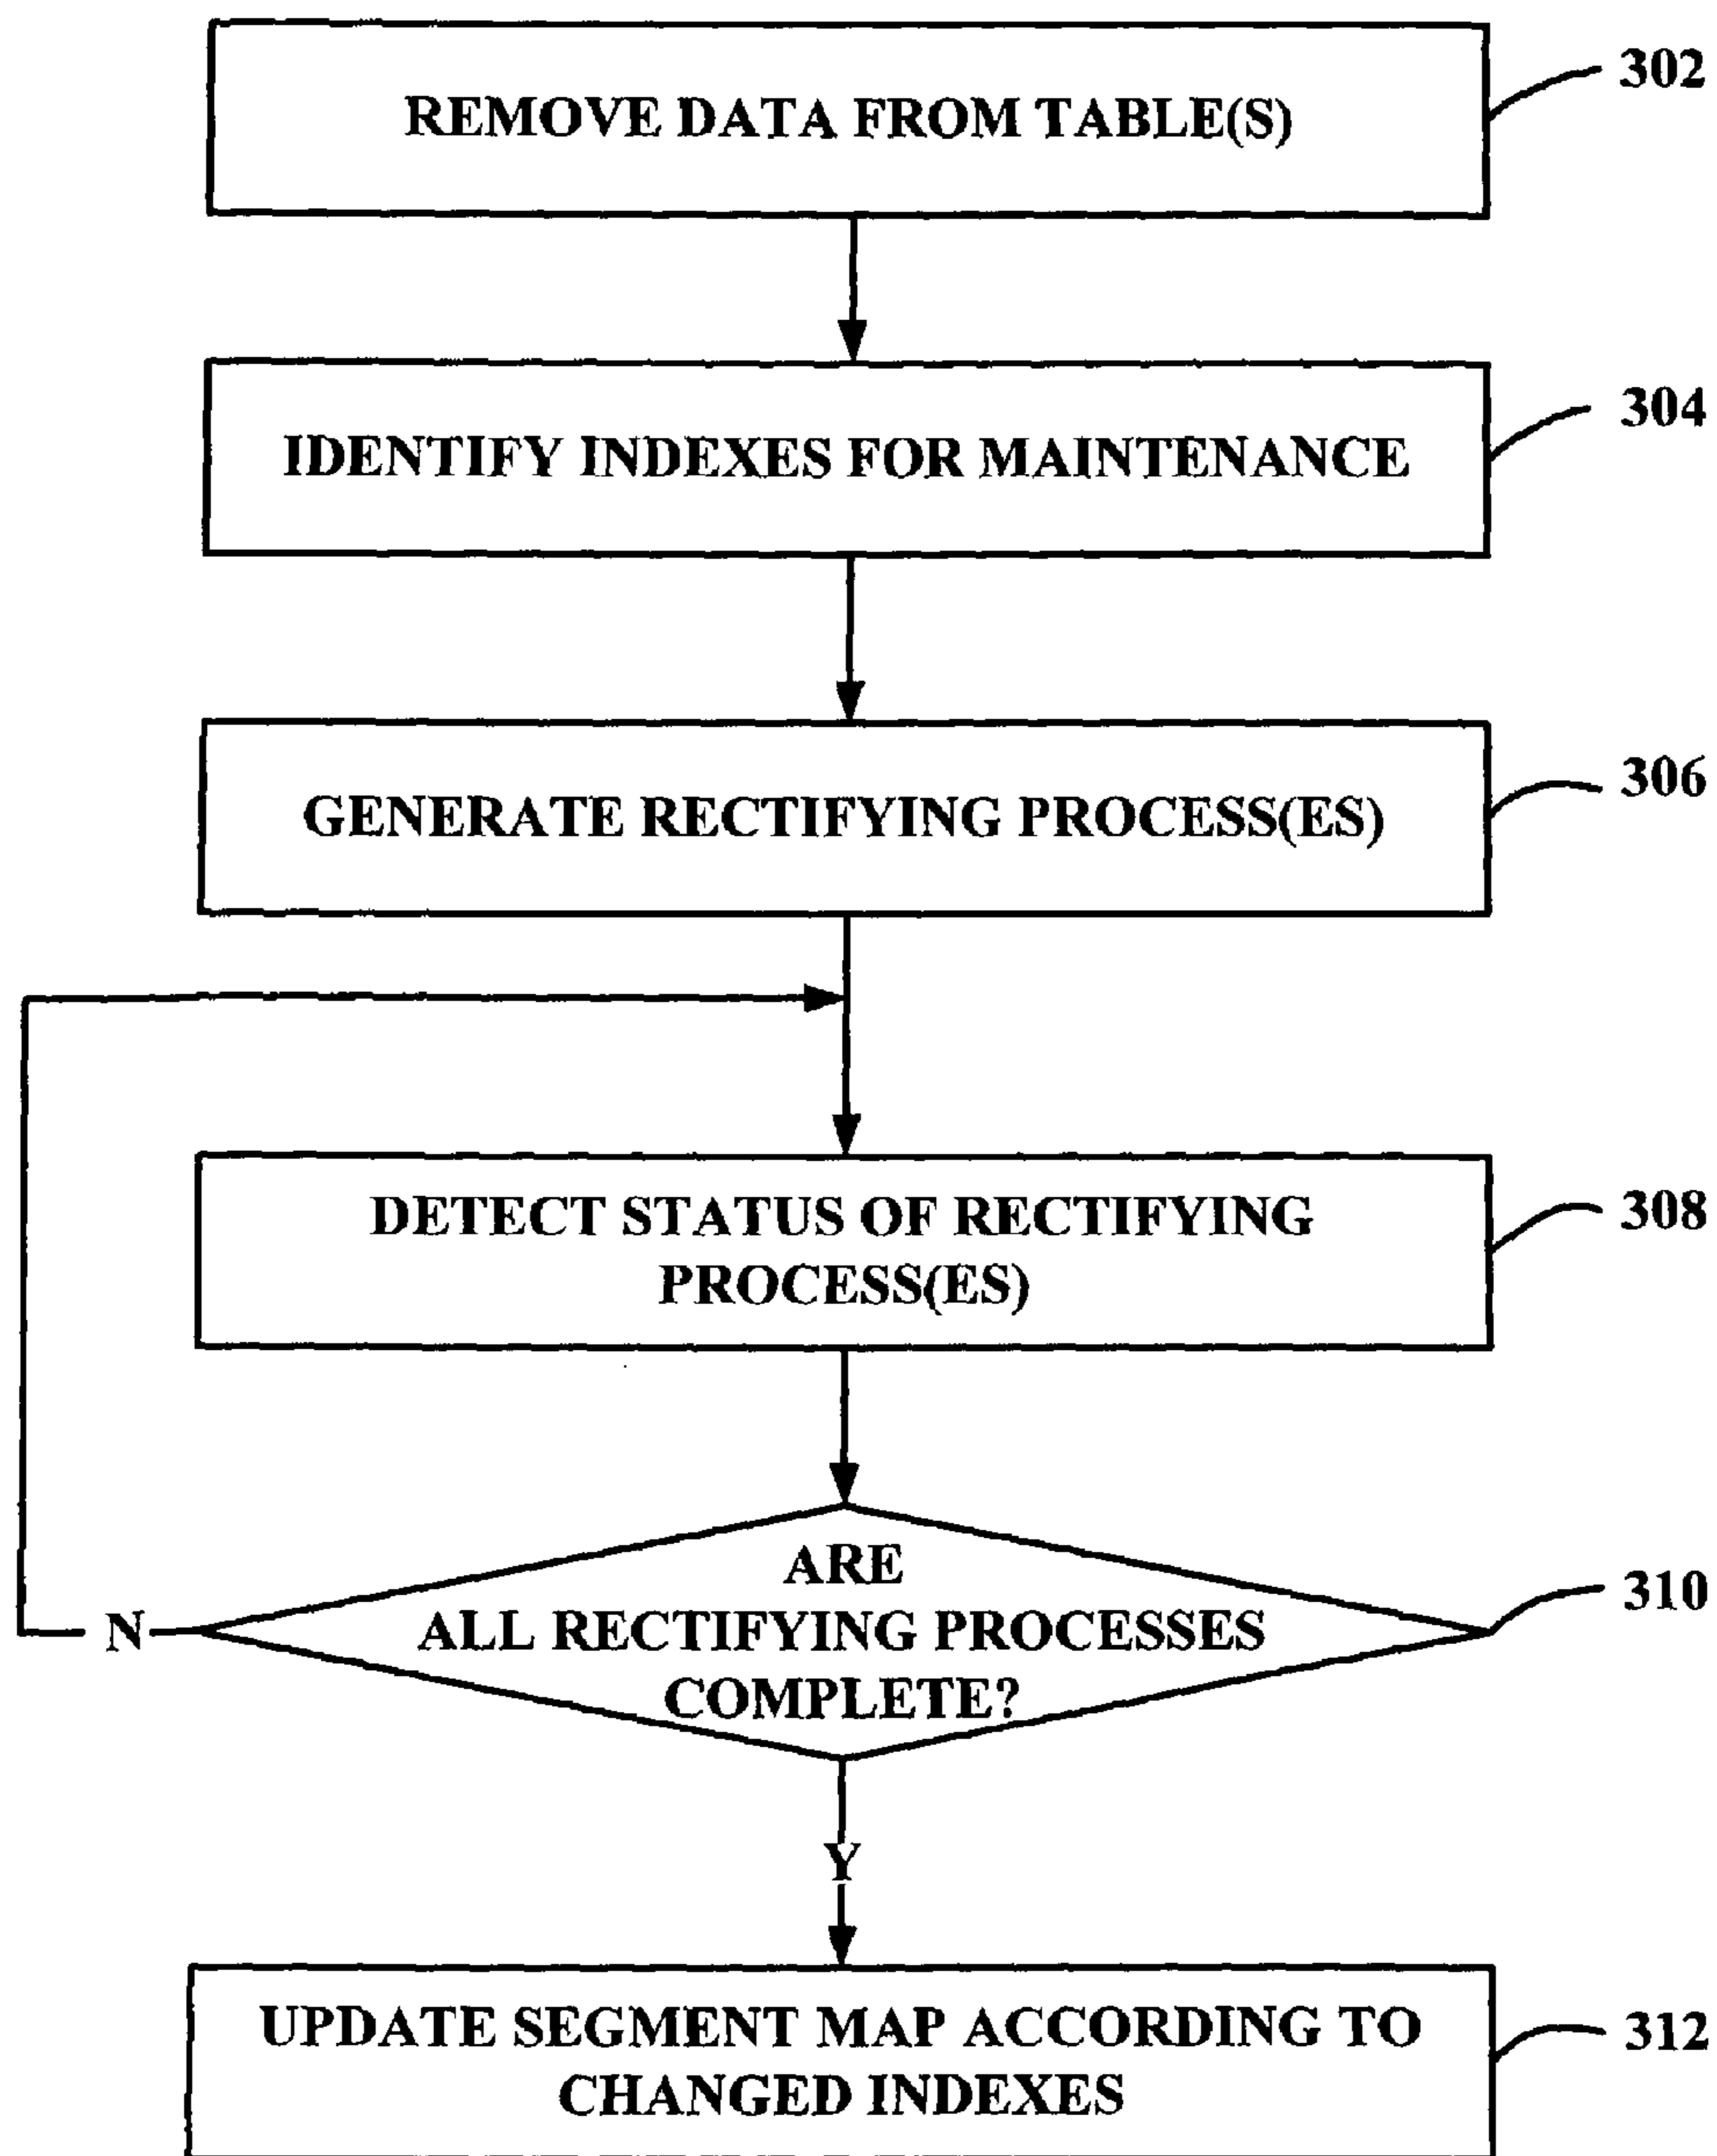 REMOVE DATA FROM TABLE(S)
302
IDENTIFY INDEXES FOR MAINTENANCE
304
GENERATE RECTIFYING PROCESS(ES)
306
DETECT STATUS OF RECTIFYING
PROCESS(ES)
308
ARE
ALL RECTIFYING PROCESSES
COMPLETE?
310
N
Y
UPDATE SEGMENT MAP ACCORDING TO
CHANGED INDEXES
312